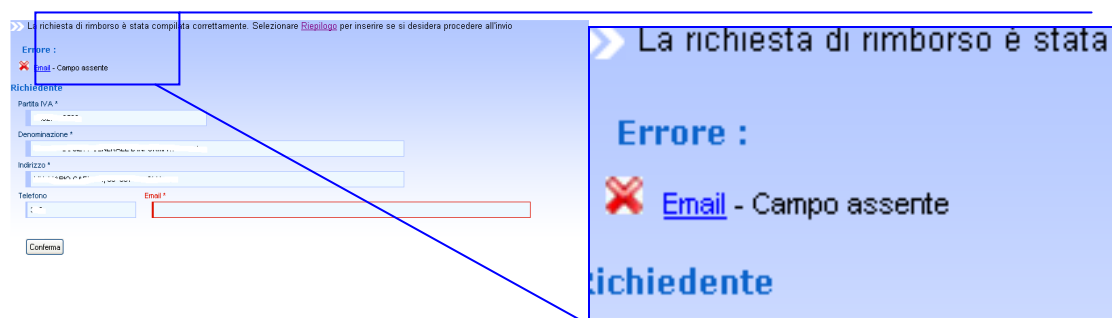 La richiesta di rimborso è stata compilata correttamente. Selezionare Riepilogo per inserire se si desidera procedere all'invio
Errore :
Email - Campo assente
Richiedente
Partita IVA *
Denominazione *
Indirizzo *
Telefono
Email *
Conferma
La richiesta di rimborso è stata
Errore :
Email - Campo assente
ichiedente